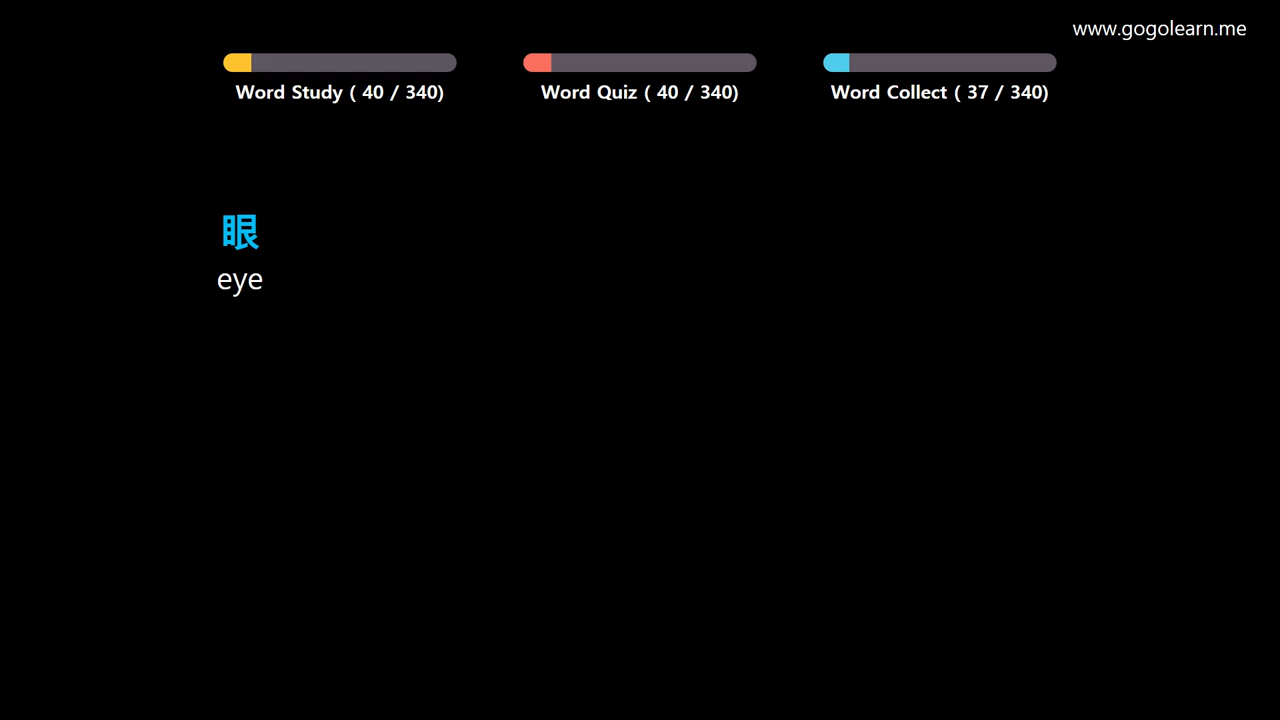 www.gogolearn.me
Word Study ( 40 / 340)
Word Quiz ( 40 / 340)
Word Collect ( 37 / 340)
眼
eye